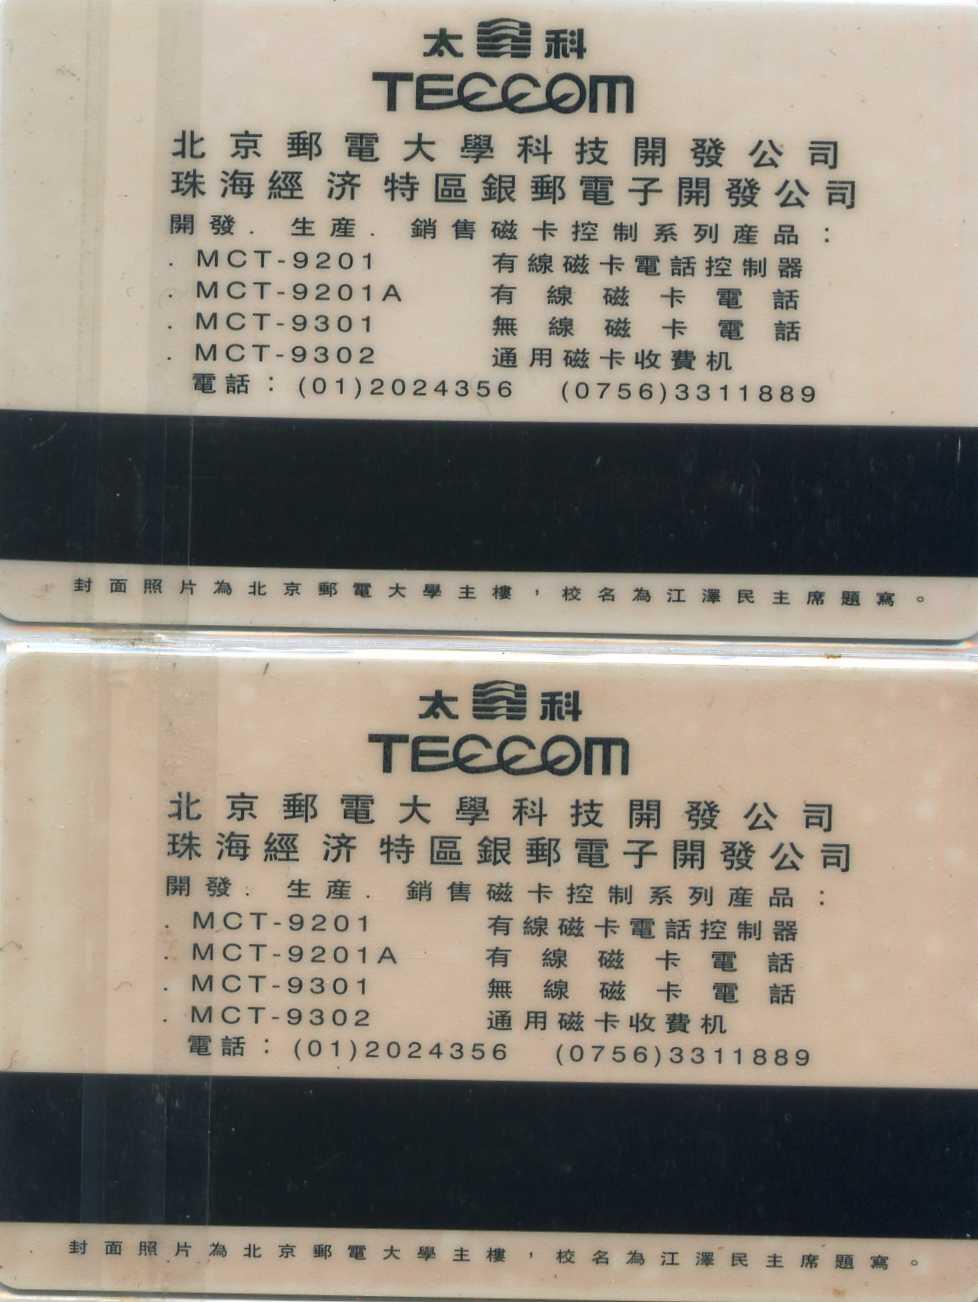 太科
TECCOM
北京郵電大學科技開發公司
珠海經济特區銀郵電子開發公司
開發．生産．銷售磁卡控制系列産品：
. MCT-9201 有線磁卡電話控制器
. MCT-9201A 有線磁卡電話
. MCT-9301 無線磁卡電話
. MCT-9302 通用磁卡收費机
電話：(01)2024356 (0756)3311889
封面照片為北京郵電大學主樓，校名為江澤民主席題寫。
太科
TECCOM
北京郵電大學科技開發公司
珠海經济特區銀郵電子開發公司
開發．生産．銷售磁卡控制系列産品：
. MCT-9201 有線磁卡電話控制器
. MCT-9201A 有線磁卡電話
. MCT-9301 無線磁卡電話
. MCT-9302 通用磁卡收費机
電話：(01)2024356 (0756)3311889
封面照片為北京郵電大學主樓，校名為江澤民主席題寫。